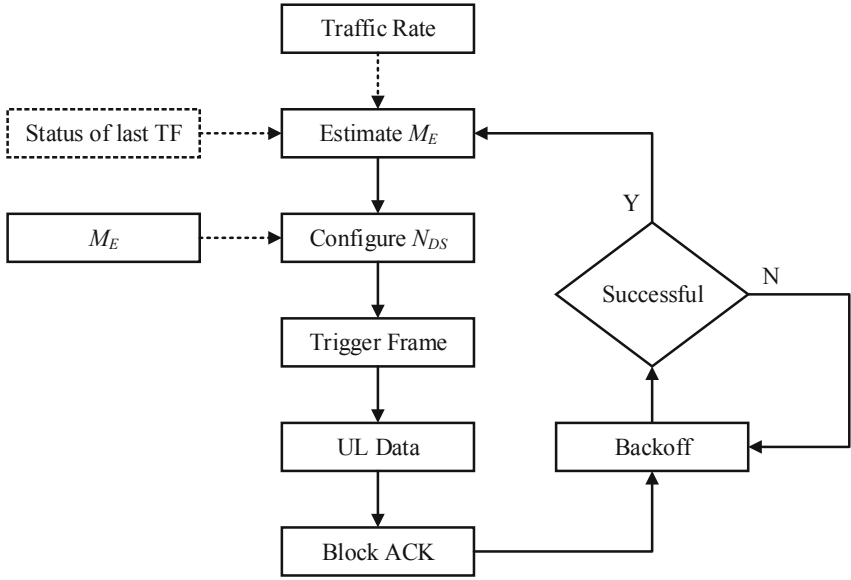 Traffic Rate
Status of last TF
Estimate M_E
Y
M_E
Configure N_DS
N
Successful
Trigger Frame
UL Data
Backoff
Block ACK